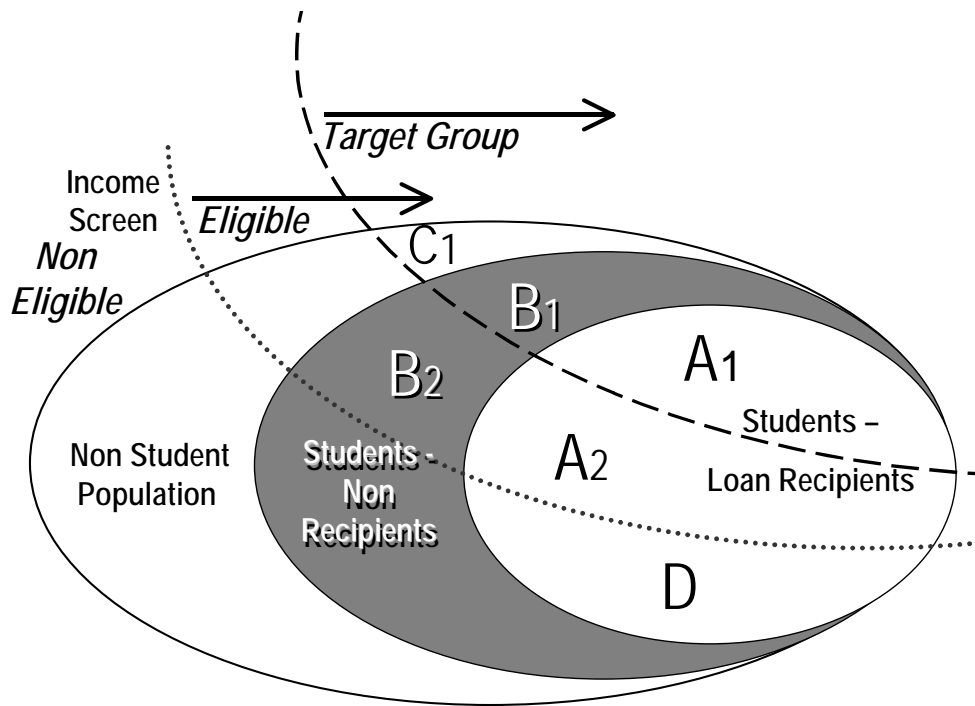 Target Group
Income
Screen
Eligible
Non
Eligible
C1
B1
B2
A1
Students –
Loan Recipients
A2
Non Student
Population
Students -
Non
Recipients
D